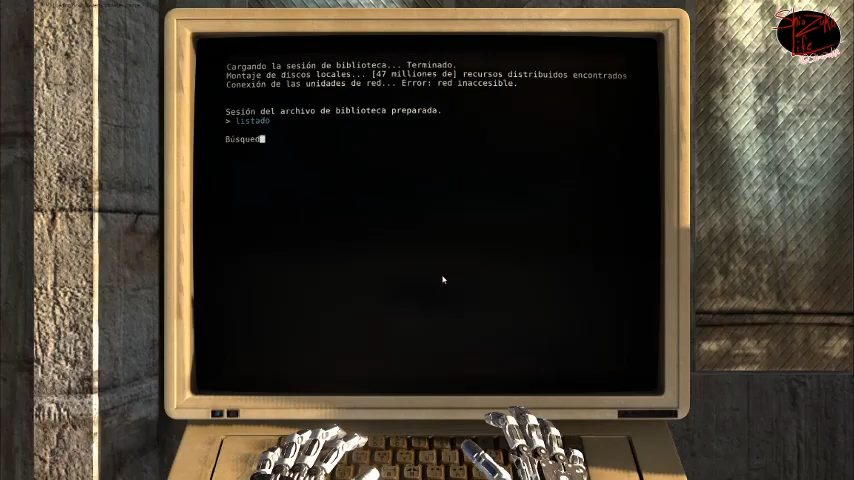 Cargando la sesión de biblioteca... Terminado.
Montaje de discos locales... [47 milliones de] recursos distribuidos encontrados
Conexión de las unidades de red... Error: red inaccesible.
Sesión del archivo de biblioteca preparada.
> listado
Búsqued